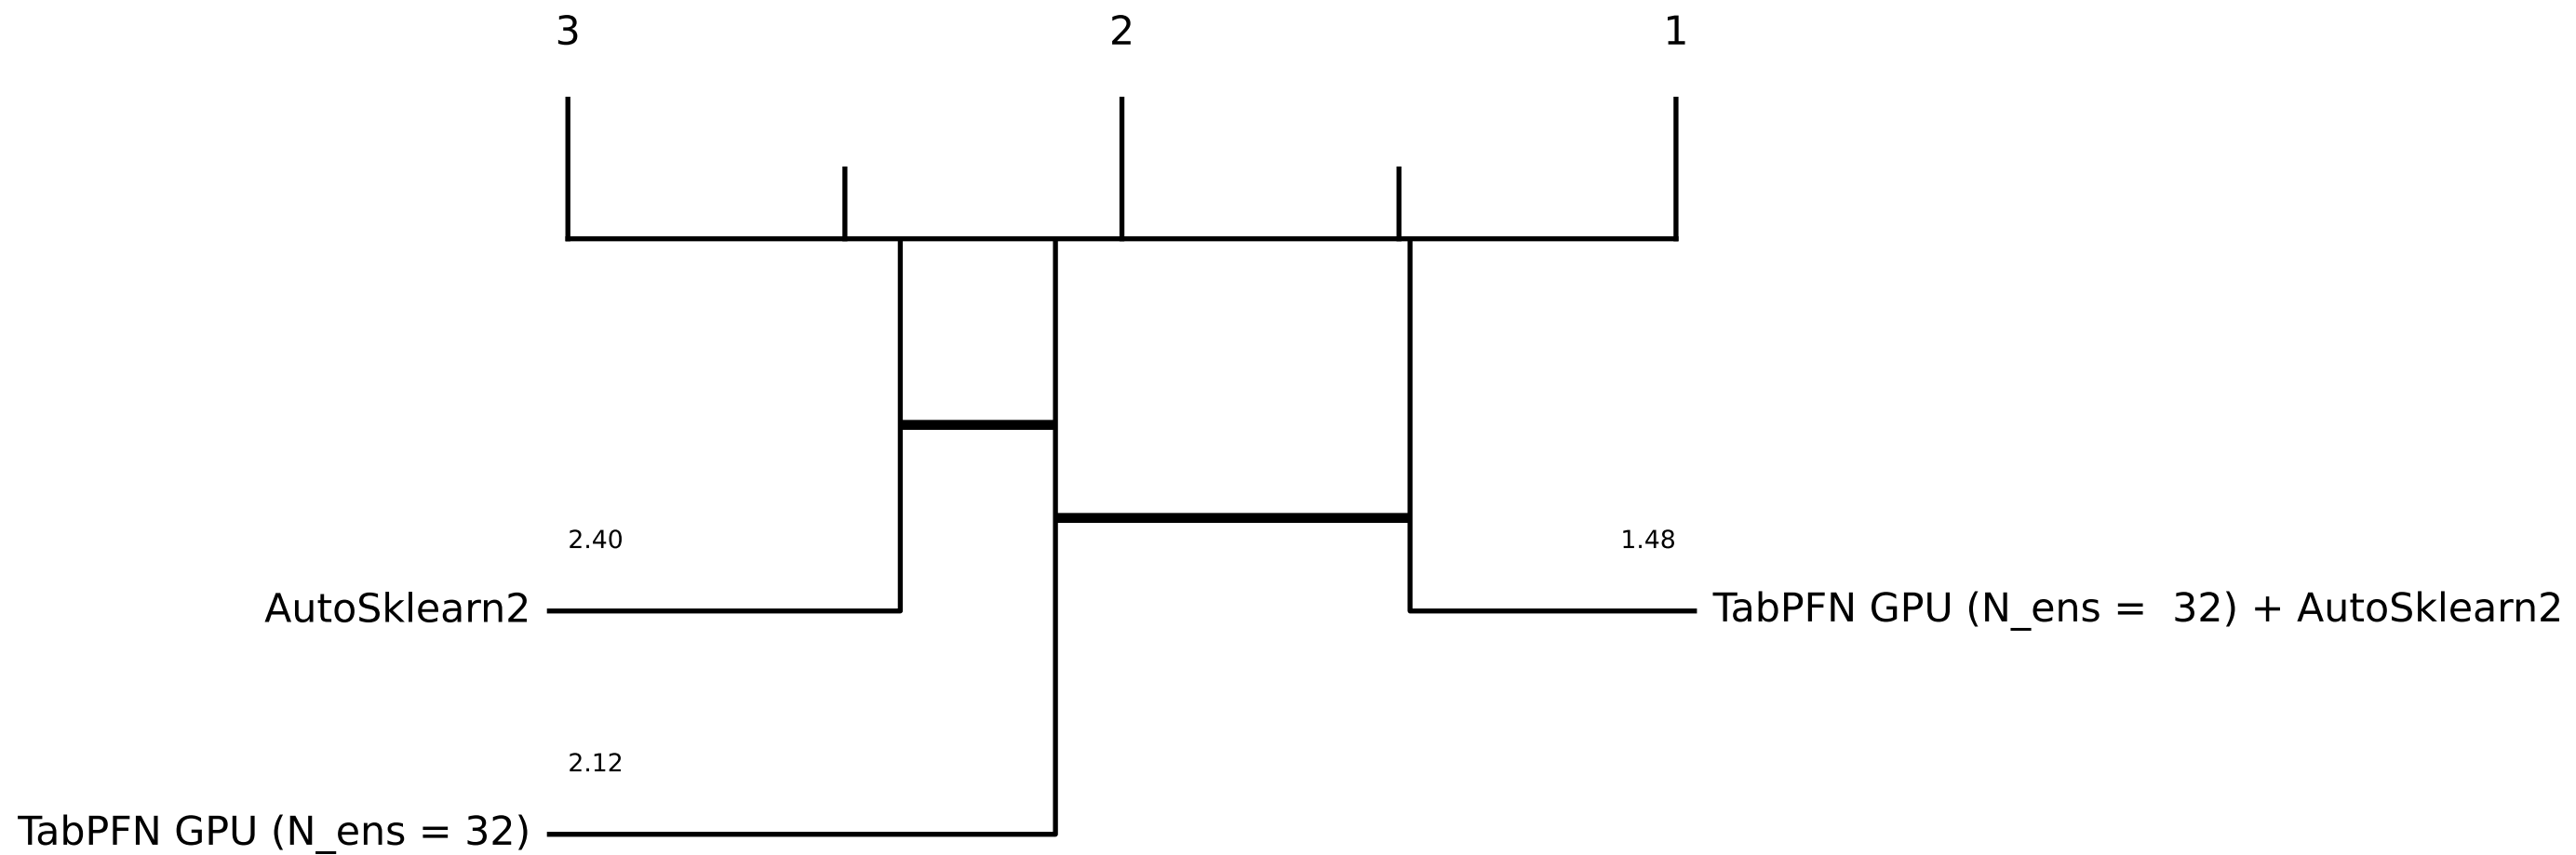 3 2 1
2.40 1.48
AutoSklearn2 TabPFN GPU (N_ens =  32) + AutoSklearn2
2.12
TabPFN GPU (N_ens = 32)